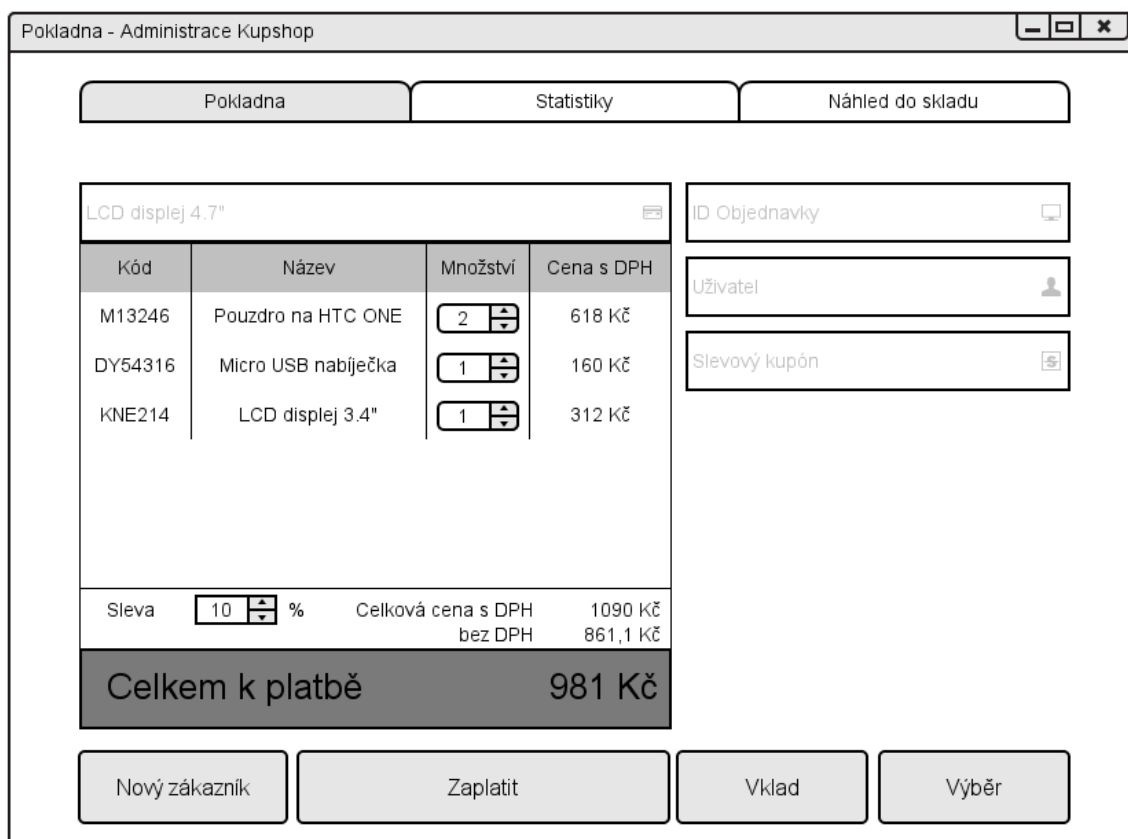 Pokladna - Administrace Kupshop
Pokladna Statistiky Náhled do skladu
LCD displej 4.7"
ID Objednavky
Kód Název Množství Cena s DPH
Uživatel
M13246 Pouzdro na HTC ONE 2 618 Kč
DY54316 Micro USB nabíječka 1 160 Kč
Slevový kupón
KNE214 LCD displej 3.4" 1 312 Kč
Sleva 10 % Celková cena s DPH 1090 Kč
bez DPH 861,1 Kč
Celkem k platbě 981 Kč
Nový zákazník Zaplatit Vklad Výběr